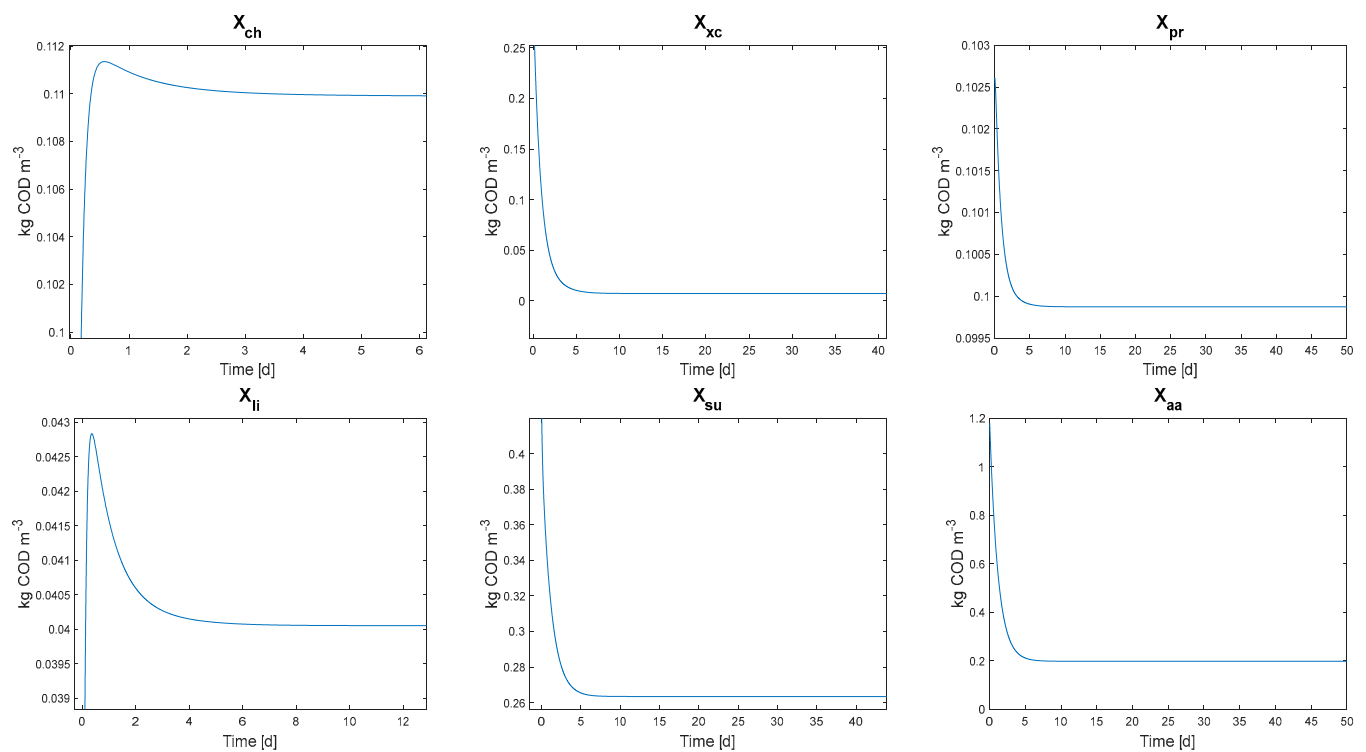 X_ch
kg COD m^-3
0.112
0.11
0.108
0.106
0.104
0.102
0.1
0 1 2 3 4 5 6
Time [d]
X_xc
kg COD m^-3
0.25
0.2
0.15
0.1
0.05
0
0 5 10 15 20 25 30 35 40
Time [d]
X_pr
kg COD m^-3
0.103
0.1025
0.102
0.1015
0.101
0.1005
0.1
0.0995
0 5 10 15 20 25 30 35 40 45 50
Time [d]
X_li
kg COD m^-3
0.043
0.0425
0.042
0.0415
0.041
0.0405
0.04
0.0395
0.039
0 2 4 6 8 10 12
Time [d]
X_su
kg COD m^-3
0.4
0.38
0.36
0.34
0.32
0.3
0.28
0.26
0 5 10 15 20 25 30 35 40
Time [d]
X_aa
kg COD m^-3
1.2
1
0.8
0.6
0.4
0.2
0
0 5 10 15 20 25 30 35 40 45 50
Time [d]